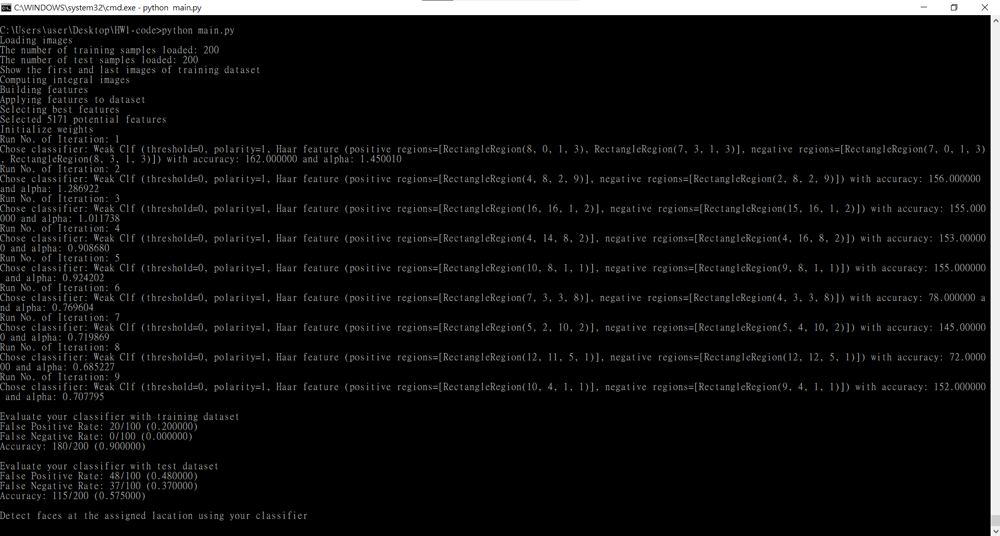 C:\WINDOWS\system32\cmd.exe - python  main.py
C:\Users\user\Desktop\HW1-code>python main.py
Loading images
The number of training samples loaded: 200
The number of test samples loaded: 200
Show the first and last images of training dataset
Computing integral images
Building features
Applying features to dataset
Selecting best features
Selected 5171 potential features
Initialize weights
Run No. of Iteration: 1
Chose classifier: Weak Clf (threshold=0, polarity=1, Haar feature (positive regions=[RectangleRegion(8, 0, 1, 3), RectangleRegion(7, 3, 1, 3)], negative regions=[RectangleRegion(7, 0, 1, 3)
, RectangleRegion(8, 3, 1, 3)]) with accuracy: 162.000000 and alpha: 1.450010
Run No. of Iteration: 2
Chose classifier: Weak Clf (threshold=0, polarity=1, Haar feature (positive regions=[RectangleRegion(4, 8, 2, 9)], negative regions=[RectangleRegion(2, 8, 2, 9)]) with accuracy: 156.000000
and alpha: 1.286922
Run No. of Iteration: 3
Chose classifier: Weak Clf (threshold=0, polarity=1, Haar feature (positive regions=[RectangleRegion(16, 16, 1, 2)], negative regions=[RectangleRegion(15, 16, 1, 2)]) with accuracy: 155.000
000 and alpha: 1.011738
Run No. of Iteration: 4
Chose classifier: Weak Clf (threshold=0, polarity=1, Haar feature (positive regions=[RectangleRegion(4, 14, 8, 2)], negative regions=[RectangleRegion(4, 16, 8, 2)]) with accuracy: 153.00000
0 and alpha: 0.908680
Run No. of Iteration: 5
Chose classifier: Weak Clf (threshold=0, polarity=1, Haar feature (positive regions=[RectangleRegion(10, 8, 1, 1)], negative regions=[RectangleRegion(9, 8, 1, 1)]) with accuracy: 155.000000
 and alpha: 0.924202
Run No. of Iteration: 6
Chose classifier: Weak Clf (threshold=0, polarity=1, Haar feature (positive regions=[RectangleRegion(7, 3, 3, 8)], negative regions=[RectangleRegion(4, 3, 3, 8)]) with accuracy: 78.000000 a
nd alpha: 0.769604
Run No. of Iteration: 7
Chose classifier: Weak Clf (threshold=0, polarity=1, Haar feature (positive regions=[RectangleRegion(5, 2, 10, 2)], negative regions=[RectangleRegion(5, 4, 10, 2)]) with accuracy: 145.00000
0 and alpha: 0.719869
Run No. of Iteration: 8
Chose classifier: Weak Clf (threshold=0, polarity=1, Haar feature (positive regions=[RectangleRegion(12, 11, 5, 1)], negative regions=[RectangleRegion(12, 12, 5, 1)]) with accuracy: 72.0000
00 and alpha: 0.685227
Run No. of Iteration: 9
Chose classifier: Weak Clf (threshold=0, polarity=1, Haar feature (positive regions=[RectangleRegion(10, 4, 1, 1)], negative regions=[RectangleRegion(9, 4, 1, 1)]) with accuracy: 152.000000
 and alpha: 0.707795
Evaluate your classifier with training dataset
False Positive Rate: 20/100 (0.200000)
False Negative Rate: 0/100 (0.000000)
Accuracy: 180/200 (0.900000)
Evaluate your classifier with test dataset
False Positive Rate: 48/100 (0.480000)
False Negative Rate: 37/100 (0.370000)
Accuracy: 115/200 (0.575000)
Detect faces at the assigned lacation using your classifier